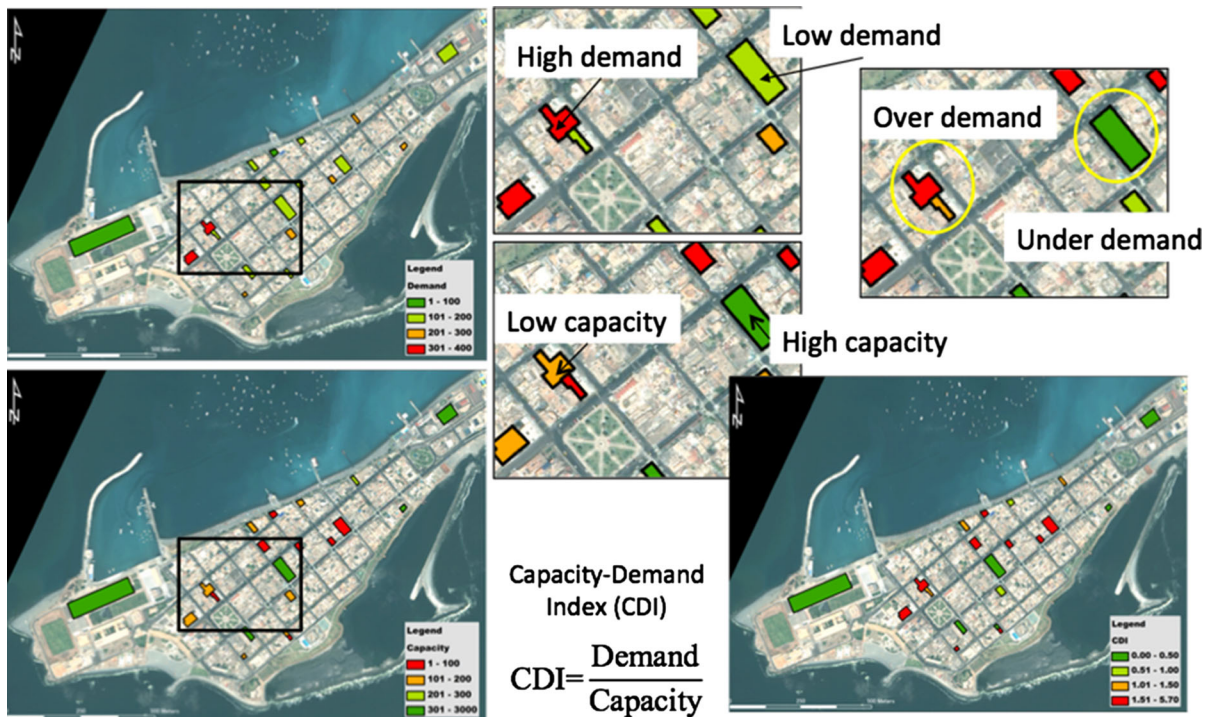 High demand
Low demand
Over demand
Under demand
Legend
Demand
1 - 100
101 - 200
201 - 300
301 - 400
Low capacity
High capacity
Legend
Capacity
1 - 100
101 - 200
201 - 300
301 - 3000
Capacity-Demand
Index (CDI)
CDI=Demand/Capacity
Legend
CDI
0.00 - 0.50
0.51 - 1.00
1.01 - 1.50
1.51 - 5.70